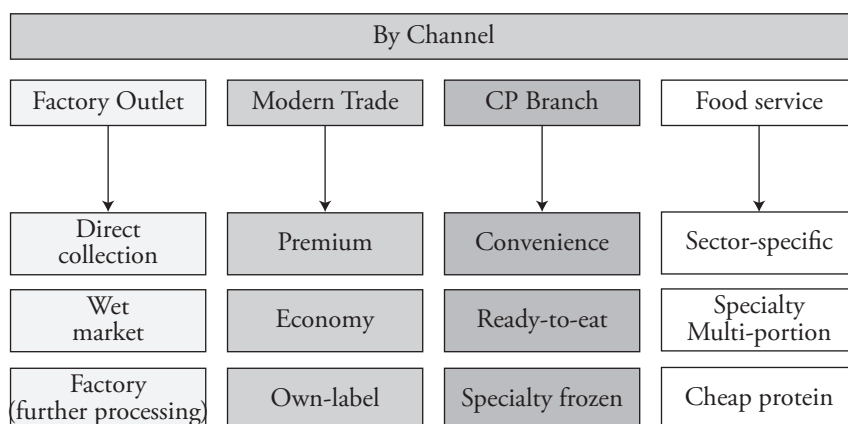 By Channel
Factory Outlet
Modern Trade
CP Branch
Food service
Direct
collection
Premium
Convenience
Sector-specific
Wet
market
Economy
Ready-to-eat
Specialty
Multi-portion
Factory
(further processing)
Own-label
Specialty frozen
Cheap protein